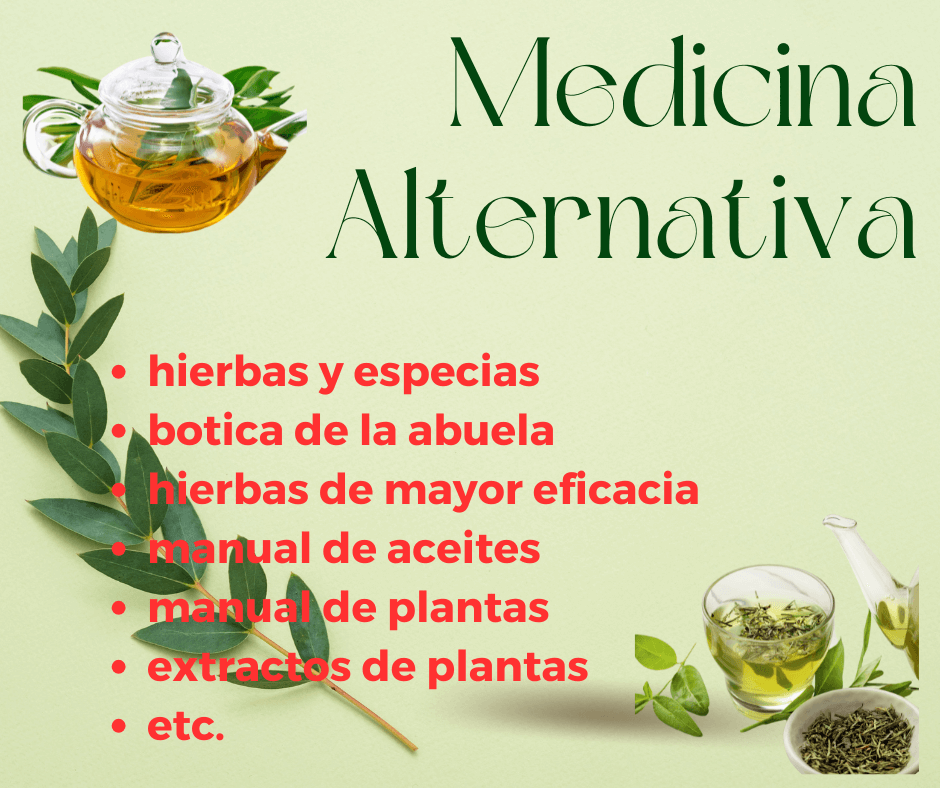 Medicina
Alternativa
• hierbas y especias
• botica de la abuela
• hierbas de mayor eficacia
• manual de aceites
• manual de plantas
• extractos de plantas
• etc.